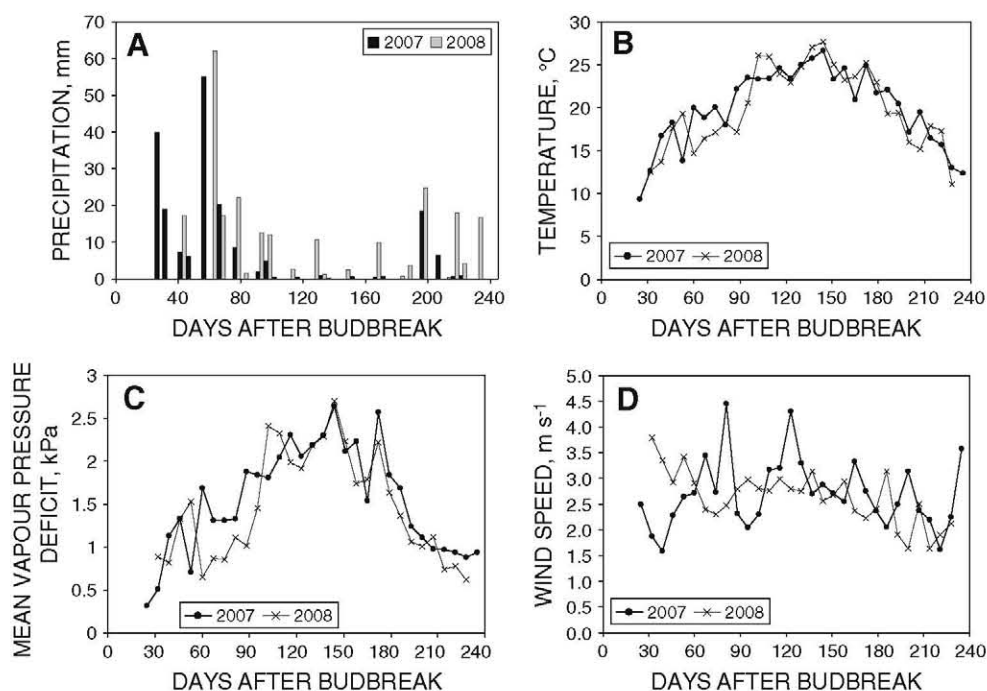 A
2007 2008
PRECIPITATION, mm
70
60
50
40
30
20
10
0
0 40 80 120 160 200 240
DAYS AFTER BUDBREAK
B
TEMPERATURE, °C
30
25
20
15
10
5
0
2007 2008
0 30 60 90 120 150 180 210 240
DAYS AFTER BUDBREAK
C
MEAN VAPOUR PRESSURE
DEFICIT, kPa
3
2.5
2
1.5
1
0.5
0
2007 2008
0 30 60 90 120 150 180 210 240
DAYS AFTER BUDBREAK
D
WIND SPEED, m s-1
5.0
4.5
4.0
3.5
3.0
2.5
2.0
1.5
1.0
0.5
0.0
2007 2008
0 30 60 90 120 150 180 210 240
DAYS AFTER BUDBREAK